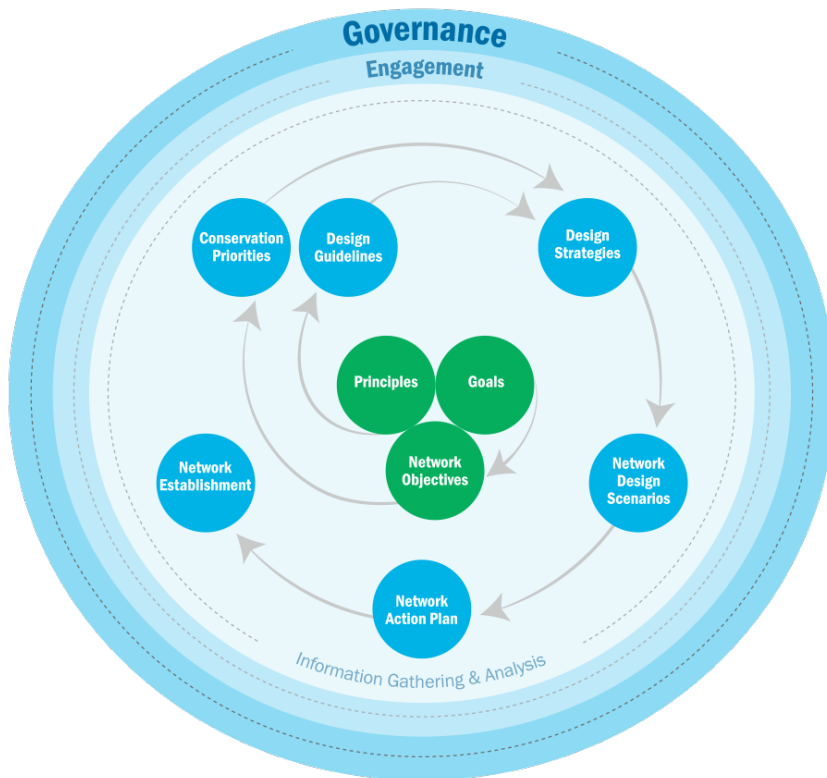 Governance
Engagement
Conservation
Priorities
Design
Guidelines
Design
Strategies
Principles
Goals
Network
Objectives
Network
Establishment
Network
Design
Scenarios
Network
Action Plan
Information Gathering & Analysis